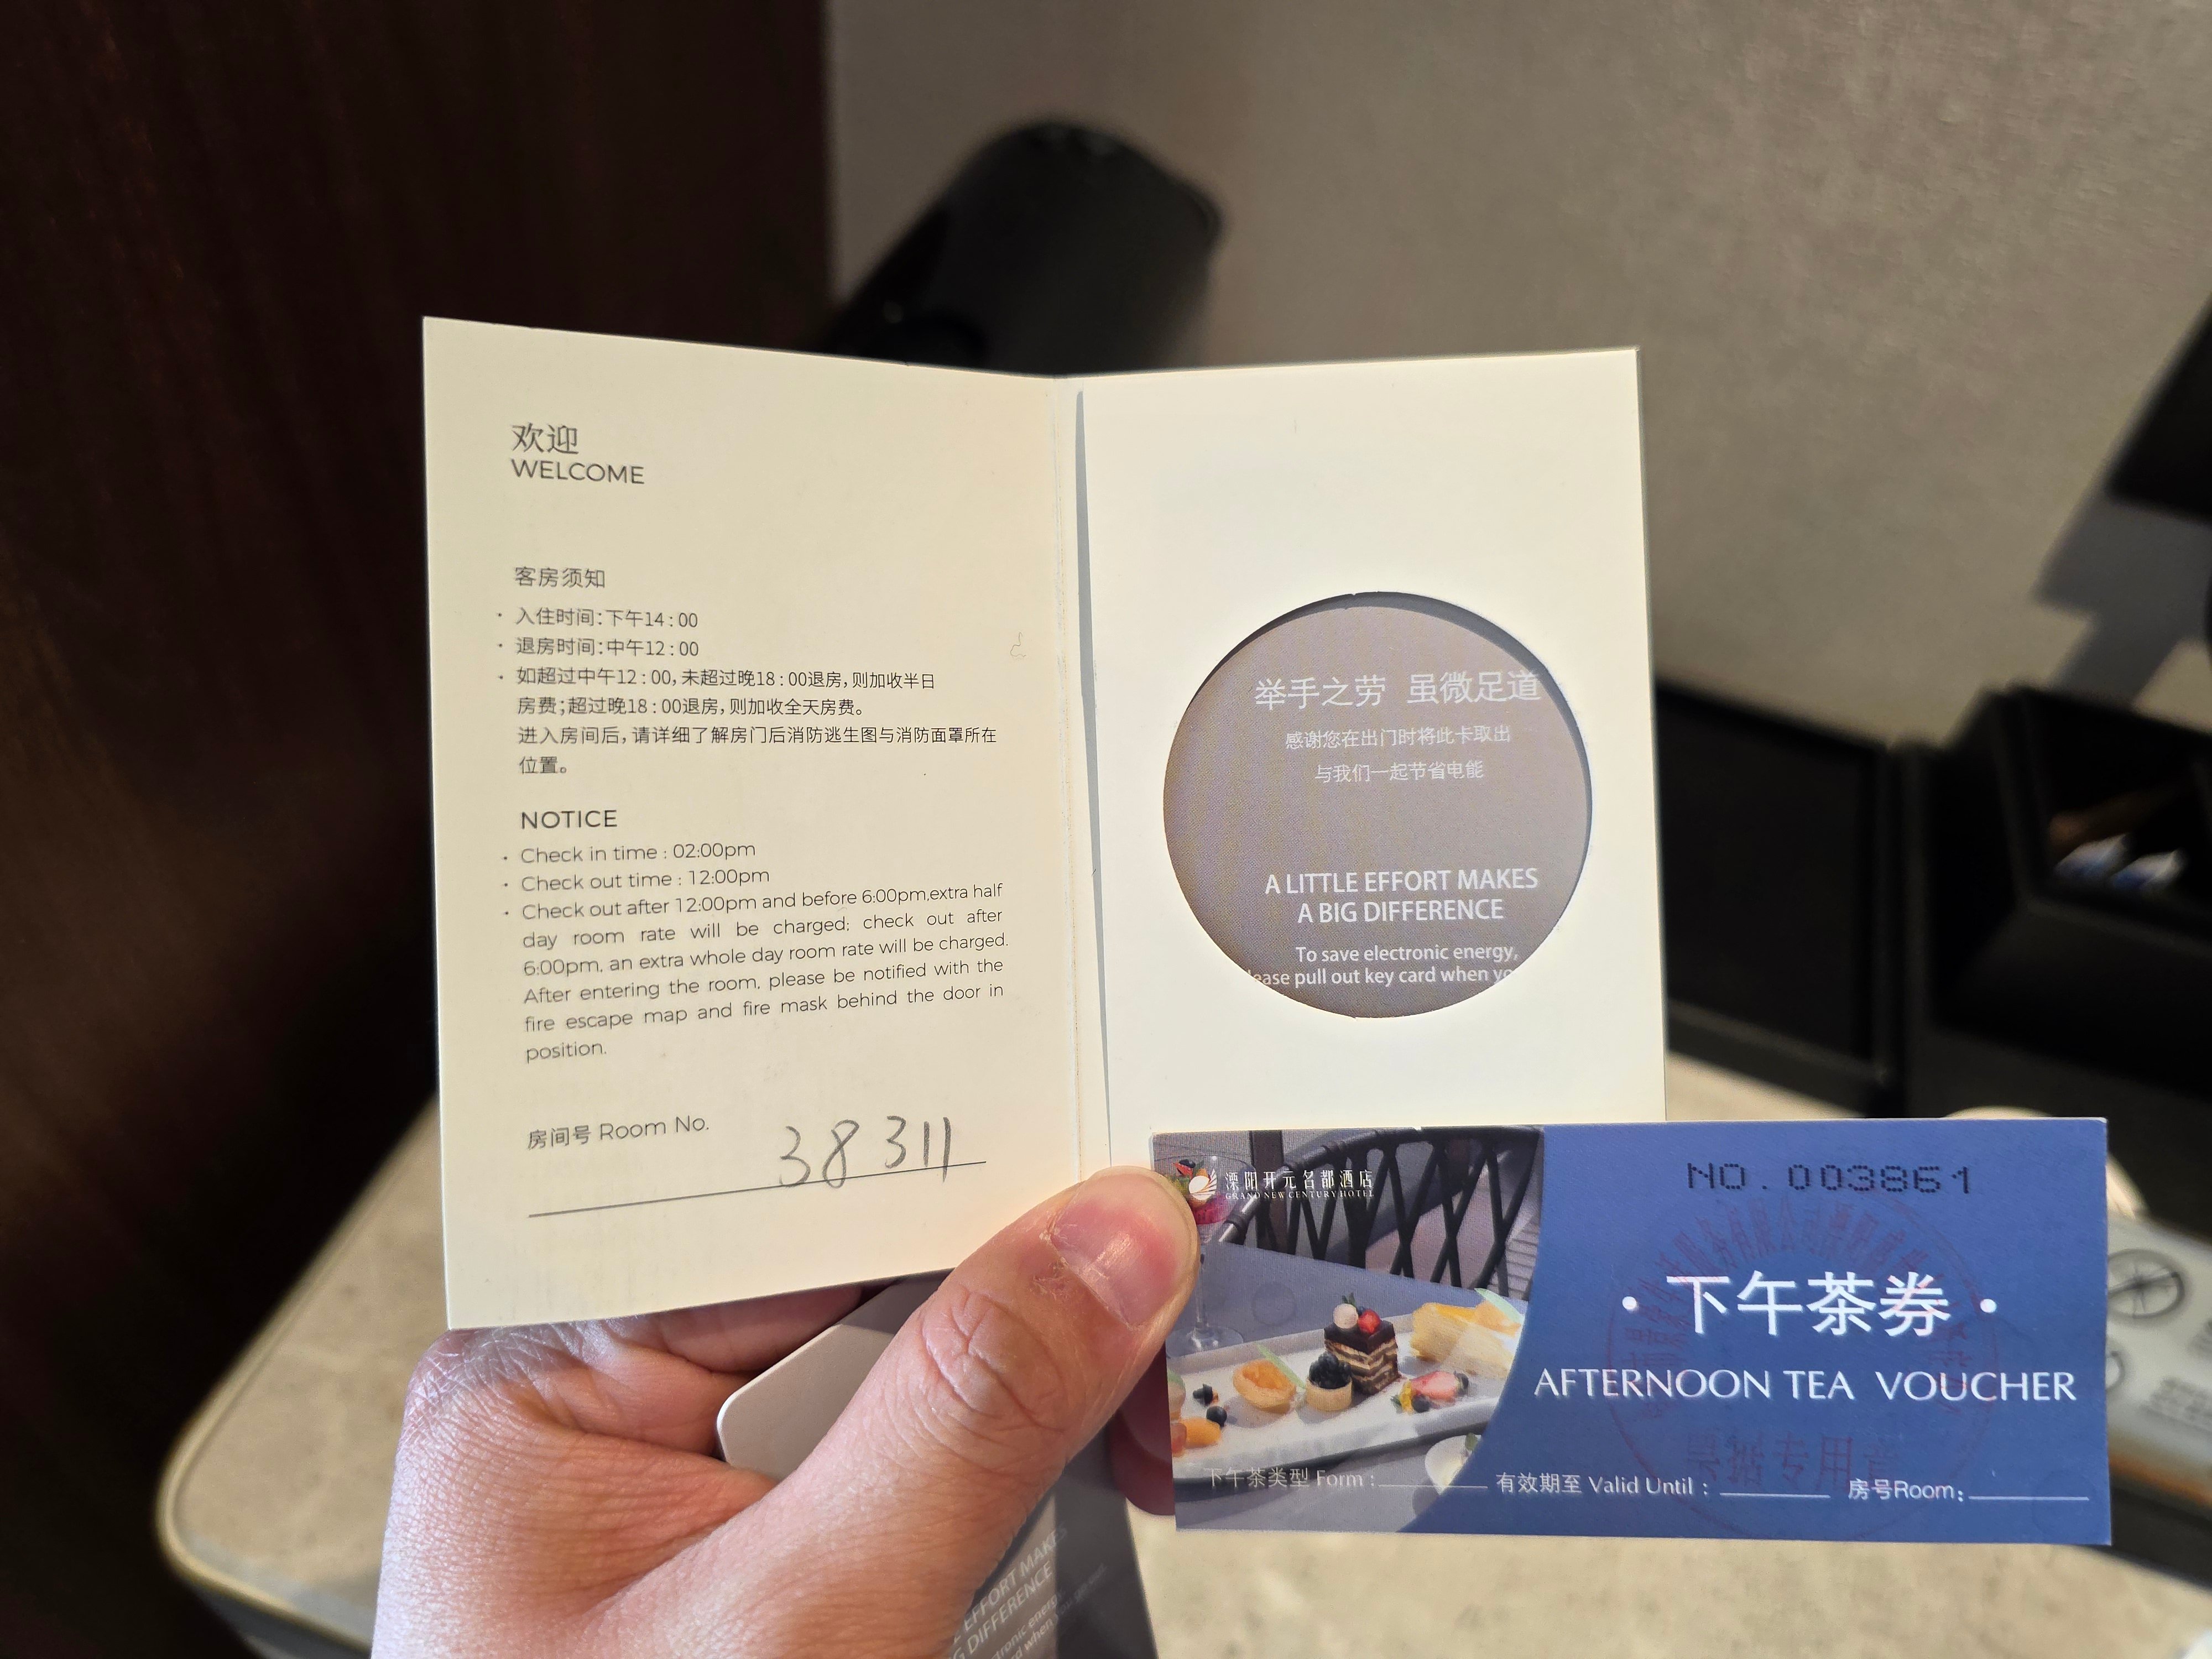 欢迎
WELCOME
客房须知
· 入住时间:下午14:00
· 退房时间:中午12:00
· 如超过中午12:00,未超过晚18:00退房,则加收半日
房费;超过晚18:00退房,则加收全天房费。
进入房间后,请详细了解房门后消防逃生图与消防面罩所在
位置。
NOTICE
· Check in time : 02:00pm
· Check out time : 12:00pm
· Check out after 12:00pm and before 6:00pm,extra half
day room rate will be charged; check out after
6:00pm, an extra whole day room rate will be charged.
After entering the room, please be notified with the
fire escape map and fire mask behind the door in
position.
房间号 Room No. 38311
举手之劳 虽微足道
感谢您在出门时将此卡取出
与我们一起节省电能
A LITTLE EFFORT MAKES
A BIG DIFFERENCE
To save electronic energy,
ease pull out key card when yo
溧阳开元名都酒店
GRAND NEW CENTURY HOTEL
NO.003861
·下午茶券·
AFTERNOON TEA VOUCHER
下午茶类型 Form : 有效期至 Valid Until : 房号Room:
EFFORT MAKES
DIFFERENCE